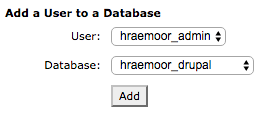 Add a User to a Database
User: hraemoor_admin
Database: hraemoor_drupal
Add